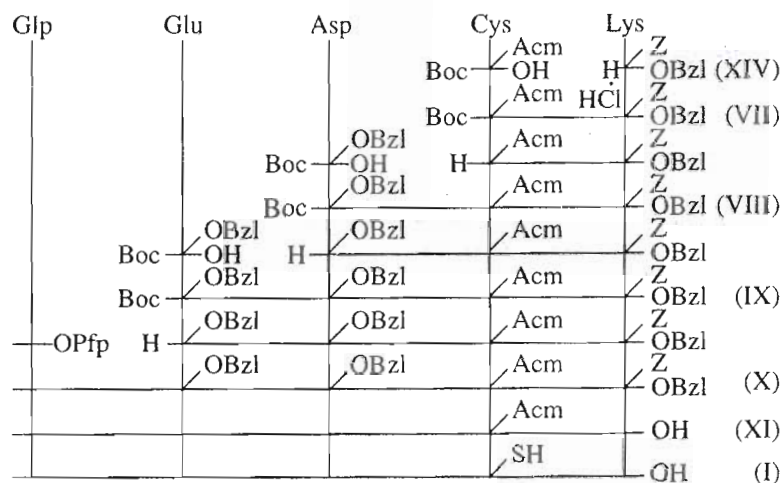 Glp Glu Asp Cys Lys
Acm Z
Boc OH H OBzl (XIV)
HCl
Acm Z
Boc OBzl (VII)
OBzl Acm Z
Boc OH H OBzl
OBzl Acm Z
Boc OBzl (VIII)
OBzl OBzl Acm Z
Boc OH H OBzl
OBzl OBzl Acm Z
Boc OBzl (IX)
OBzl OBzl Acm Z
OPfp H OBzl
OBzl OBzl Acm Z
OBzl (X)
Acm
OH (XI)
SH
OH (I)